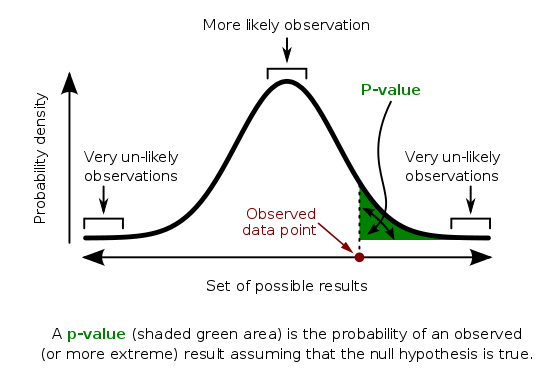 More likely observation
P-value
Probability density
Very un-likely
observations
Very un-likely
observations
Observed
data point
Set of possible results
A p-value (shaded green area) is the probability of an observed
(or more extreme) result assuming that the null hypothesis is true.